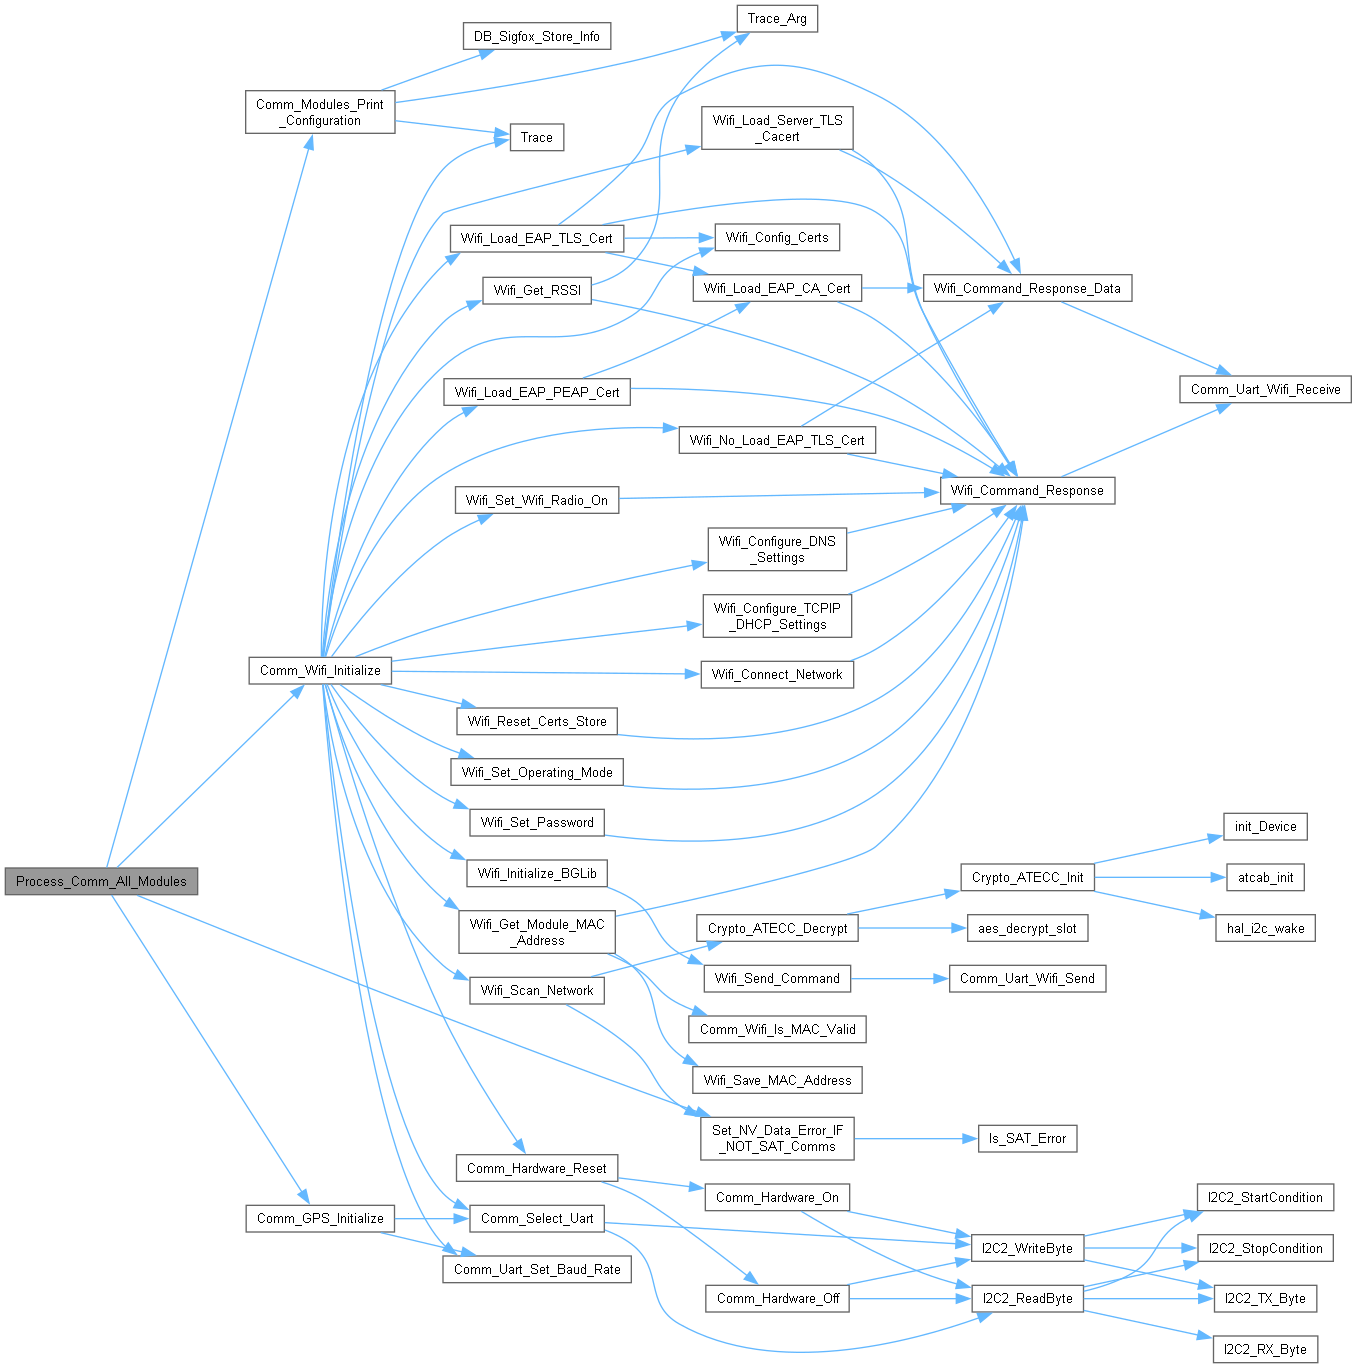 Trace_Arg
DB_Sigfox_Store_Info
Comm_Modules_Print
_Configuration
Trace
Wifi_Load_Server_TLS
_Cacert
Wifi_Load_EAP_TLS_Cert
Wifi_Config_Certs
Wifi_Get_RSSI
Wifi_Load_EAP_CA_Cert
Wifi_Command_Response_Data
Wifi_Load_EAP_PEAP_Cert
Comm_Uart_Wifi_Receive
Wifi_No_Load_EAP_TLS_Cert
Wifi_Set_Wifi_Radio_On
Wifi_Command_Response
Wifi_Configure_DNS
_Settings
Wifi_Configure_TCPIP
_DHCP_Settings
Comm_Wifi_Initialize
Wifi_Connect_Network
Wifi_Reset_Certs_Store
Wifi_Set_Operating_Mode
Wifi_Set_Password
init_Device
Process_Comm_All_Modules
Wifi_Initialize_BGLib
Crypto_ATECC_Init
atcab_init
Wifi_Get_Module_MAC
_Address
Crypto_ATECC_Decrypt
aes_decrypt_slot
hal_i2c_wake
Wifi_Scan_Network
Wifi_Send_Command
Comm_Uart_Wifi_Send
Comm_Wifi_Is_MAC_Valid
Wifi_Save_MAC_Address
Set_NV_Data_Error_IF
_NOT_SAT_Comms
Is_SAT_Error
Comm_Hardware_Reset
Comm_Hardware_On
I2C2_StartCondition
Comm_GPS_Initialize
Comm_Select_Uart
I2C2_WriteByte
I2C2_StopCondition
Comm_Uart_Set_Baud_Rate
Comm_Hardware_Off
I2C2_ReadByte
I2C2_TX_Byte
I2C2_RX_Byte